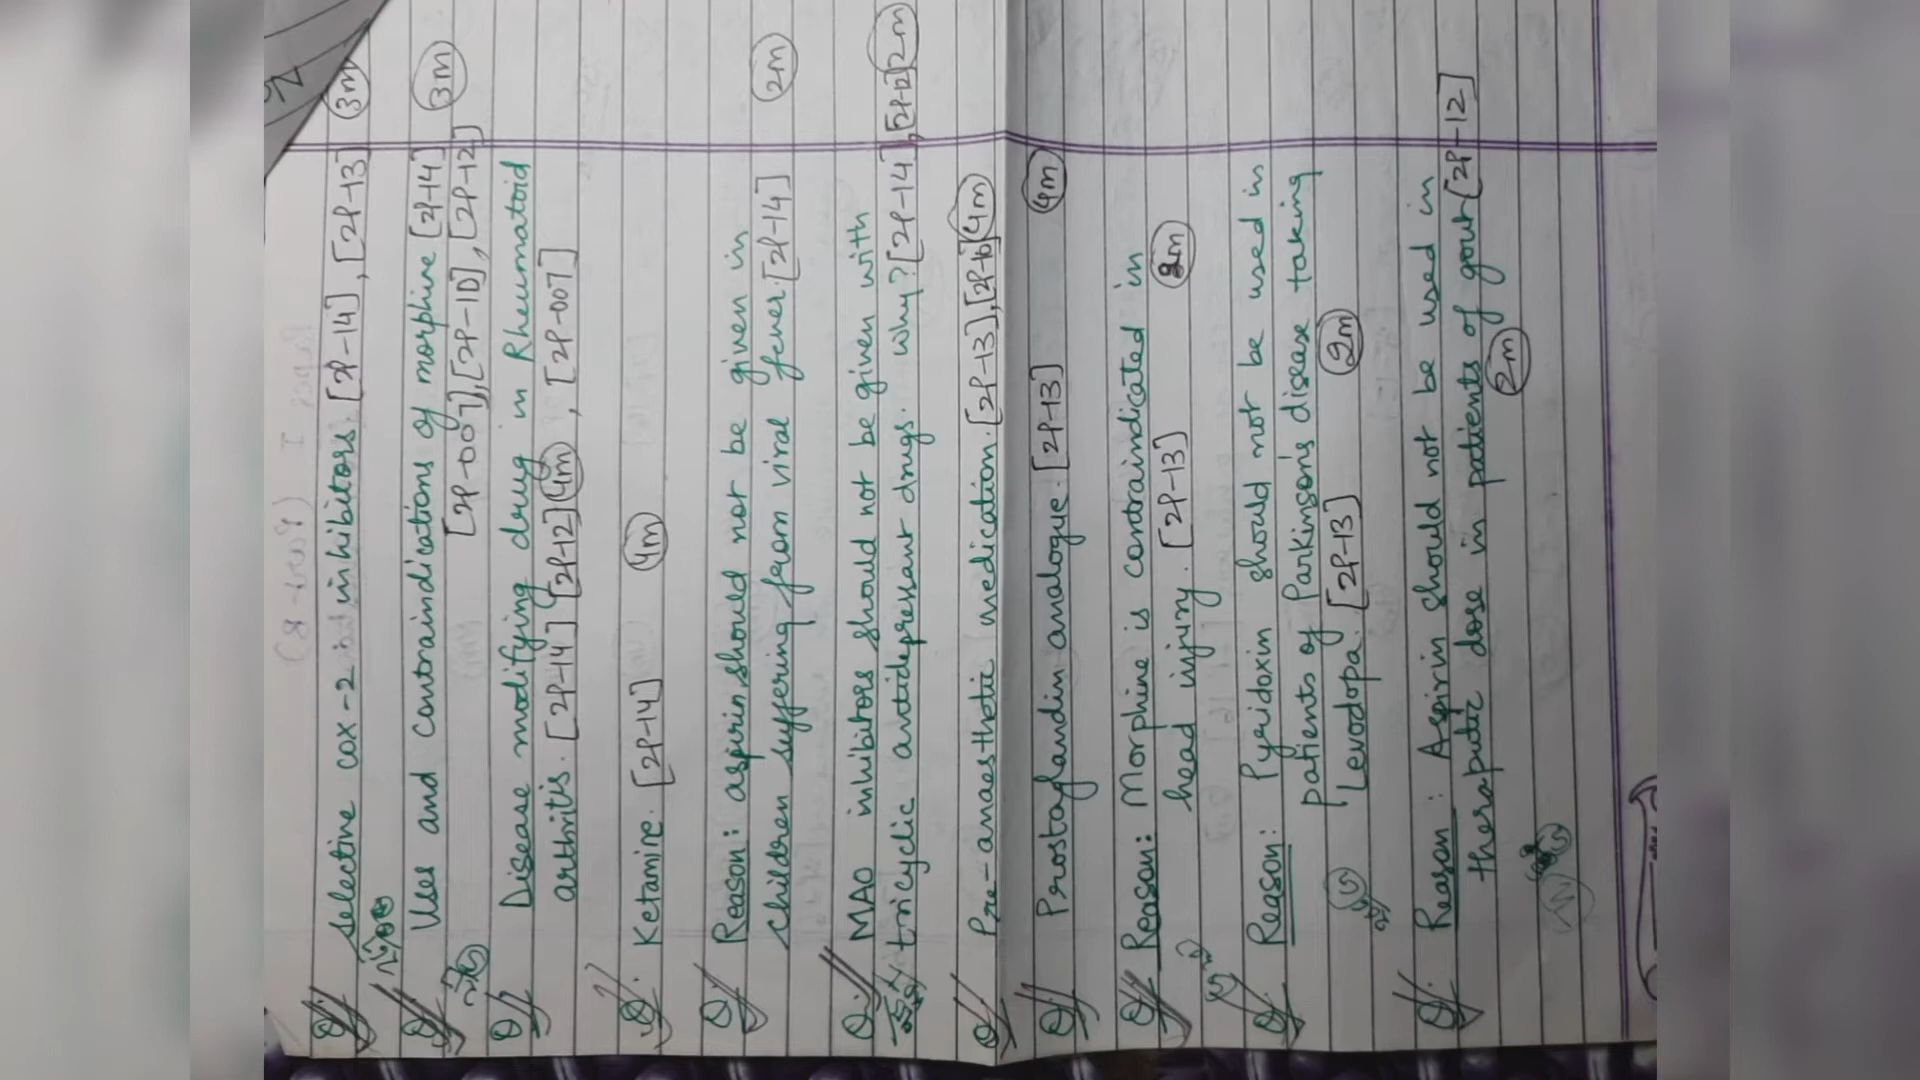 Q. Selective cox-2 inhibitors. [2P-14], [2P-13] 3m
Q. Uses and contraindications of morphine [2P-14] 3m
[2P-007], [2P-10], [2P-12]
Q. Disease modifying drug in Rheumatoid
arthritis. [2P-14] [2P-12] 4m, [2P-007]
Q. Ketamine. [2P-14] 4m
Q. Reason: aspirin should not be given in
children suffering from viral fever. [2P-14] 2m
Q. MAO inhibitors should not be given with
tricyclic antidepressant drugs. Why? [2P-14], [2P-12] 2m
Q. Pre-anaesthetic medication. [2P-13], [2P-10] 4m
Q. Prostaglandin analogue. [2P-13] 4m
Q. Reason: Morphine is contraindicated in
head injury. [2P-13] 2m
Q. Reason: Pyridoxin should not be used in
patients of Parkinson's disease taking
Levodopa. [2P-13] 2m
Q. Reason: Aspirin should not be used in
theraputic dose in patients of gout [2P-12]
2m